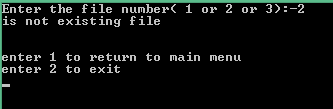 Enter the file number( 1 or 2 or 3):-2
is not existing file
enter 1 to return to main menu
enter 2 to exit